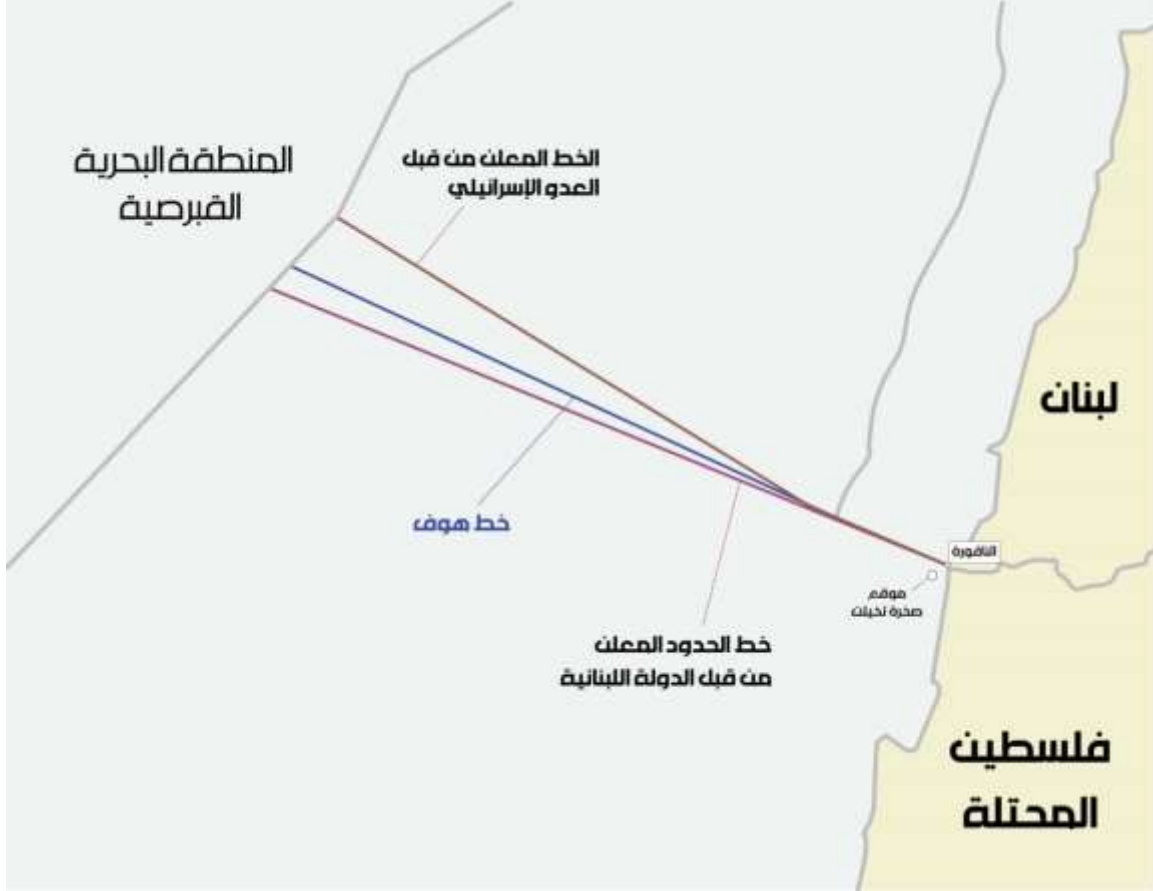 المنطقة البحرية
القبرصية
الخط المعلن من قبل
العدو الإسرائيلي
لبنان
خط هوف
الناقورة
موقع
صخرة تخيلت
خط الحدود المعلن
من قبل الدولة اللبنانية
فلسطين
المحتلة